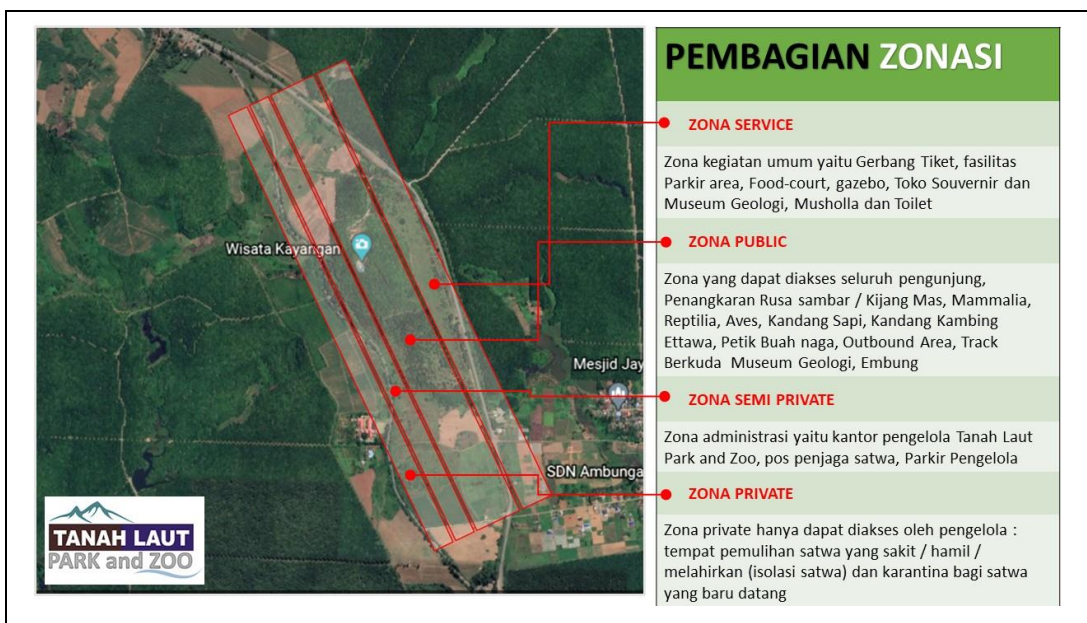 Wisata Kayangan
Mesjid Jay
SDN Ambunga
TANAH LAUT
PARK and ZOO
PEMBAGIAN ZONASI
ZONA SERVICE
Zona kegiatan umum yaitu Gerbang Tiket, fasilitas
Parkir area, Food-court, gazebo, Toko Souvernir dan
Museum Geologi, Musholla dan Toilet
ZONA PUBLIC
Zona yang dapat diakses seluruh pengunjung,
Penangkaran Rusa sambar / Kijang Mas, Mammalia,
Reptilia, Aves, Kandang Sapi, Kandang Kambing
Ettawa, Petik Buah naga, Outbound Area, Track
Berkuda Museum Geologi, Embung
ZONA SEMI PRIVATE
Zona administrasi yaitu kantor pengelola Tanah Laut
Park and Zoo, pos penjaga satwa, Parkir Pengelola
ZONA PRIVATE
Zona private hanya dapat diakses oleh pengelola :
tempat pemulihan satwa yang sakit / hamil /
melahirkan (isolasi satwa) dan karantina bagi satwa
yang baru datang